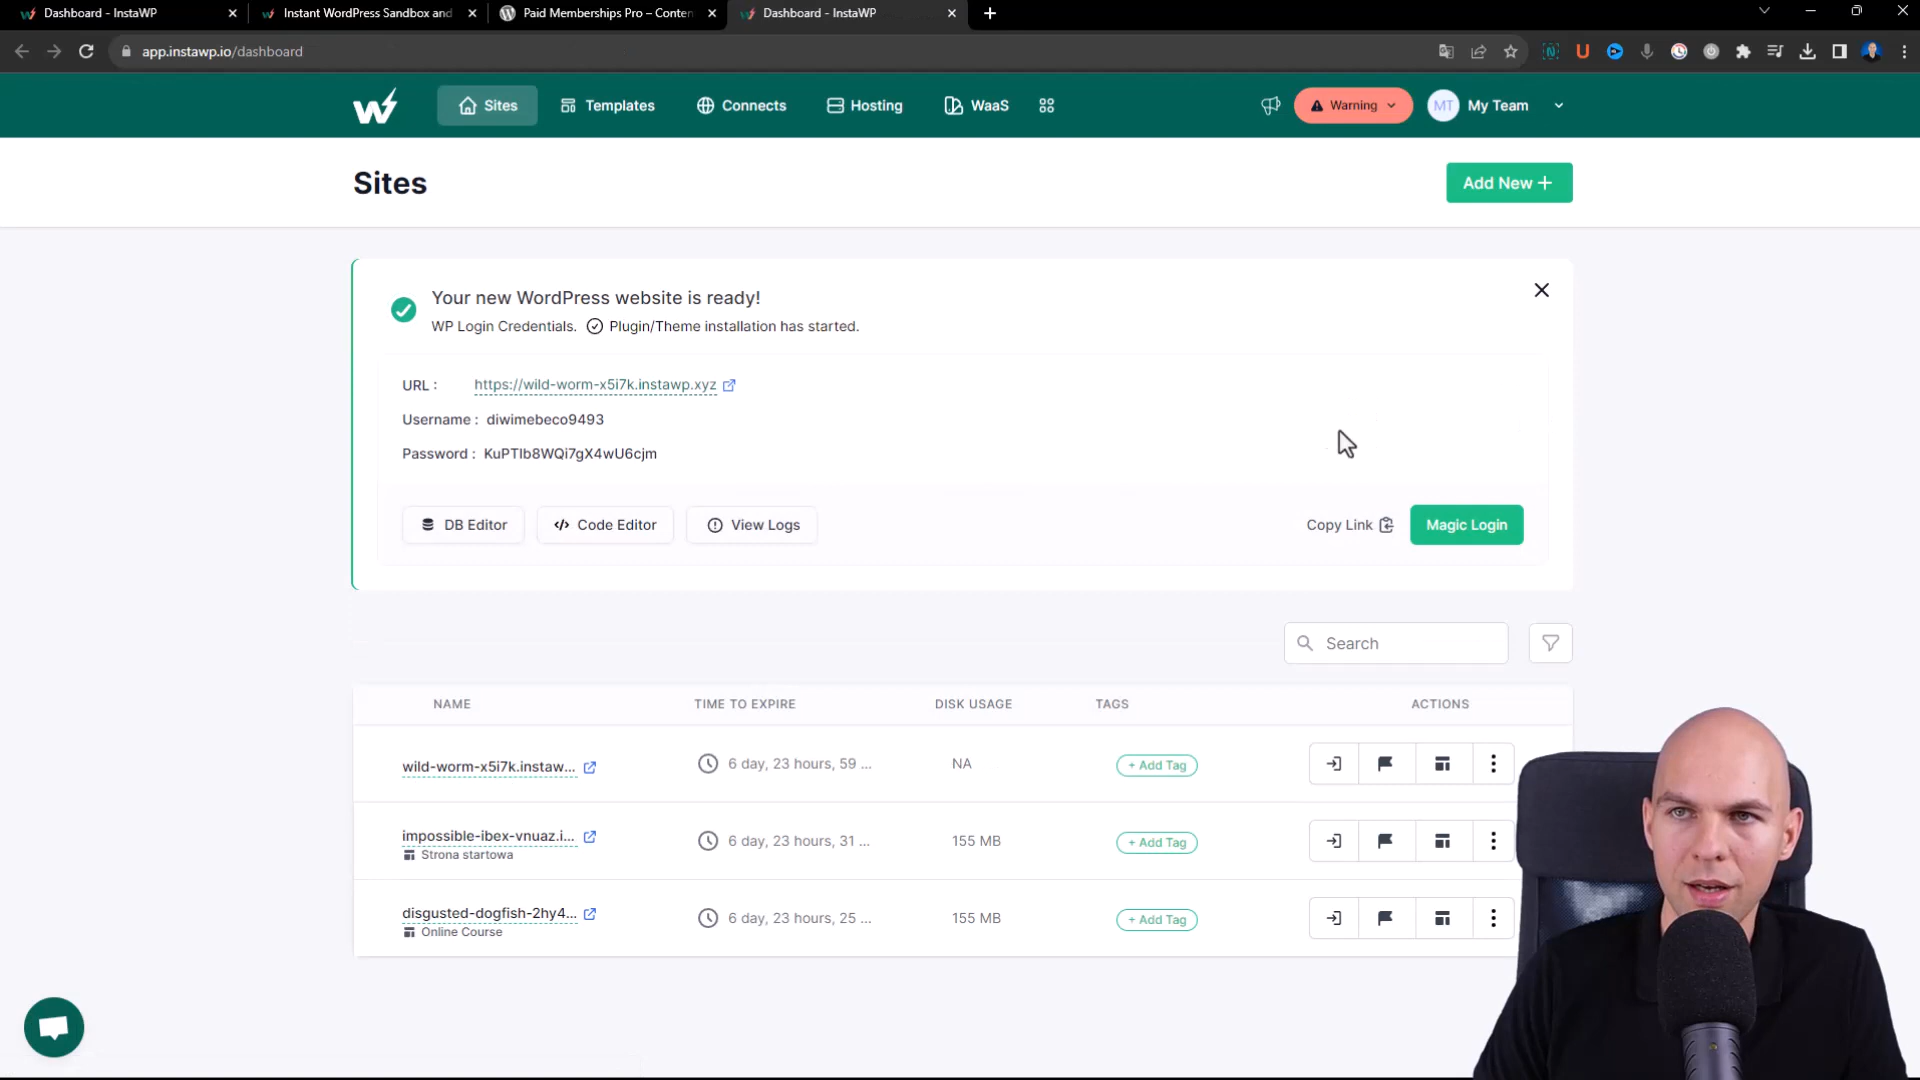 Dashboard - InstaWP
Instant WordPress Sandbox and
Paid Memberships Pro – Conten
Dashboard - InstaWP
app.instawp.io/dashboard
Sites
Templates
Connects
Hosting
WaaS
Warning
MT
My Team
Sites
Add New +
Your new WordPress website is ready!
WP Login Credentials. Plugin/Theme installation has started.
URL : https://wild-worm-x5i7k.instawp.xyz
Username : diwimebeco9493
Password : KuPTIb8WQi7gX4wU6cjm
DB Editor
Code Editor
View Logs
Copy Link
Magic Login
Search
NAME TIME TO EXPIRE DISK USAGE TAGS ACTIONS
wild-worm-x5i7k.instaw... 6 day, 23 hours, 59 ... NA + Add Tag
impossible-ibex-vnuaz.i... 6 day, 23 hours, 31 ... 155 MB + Add Tag
Strona startowa
disgusted-dogfish-2hy4... 6 day, 23 hours, 25 ... 155 MB + Add Tag
Online Course